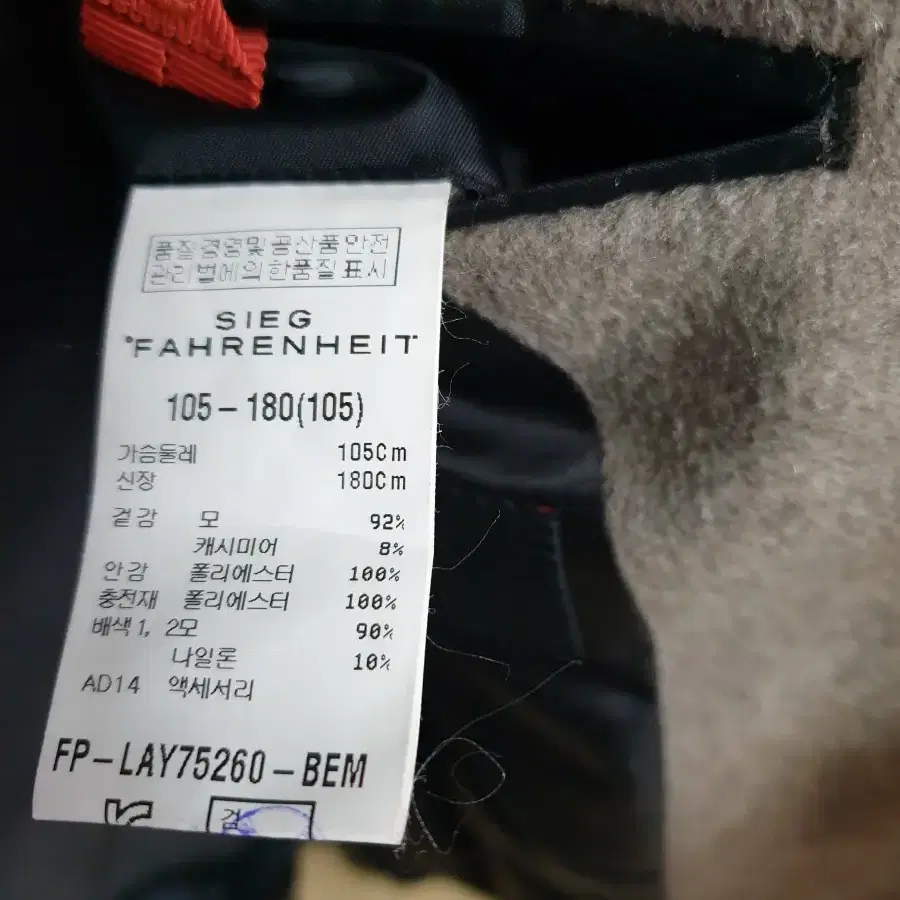 품질경영및 공산품안전
관리법에의한품질표시
SIEG
FAHRENHEIT
105-180(105)
가슴둘레 105Cm
신장 180Cm
겉감 모 92%
캐시미어 8%
안감 폴리에스터 100%
충전재 폴리에스터 100%
배색1, 2모 90%
나일론 10%
AD14 액세서리
FP-LAY75260-BEM
검